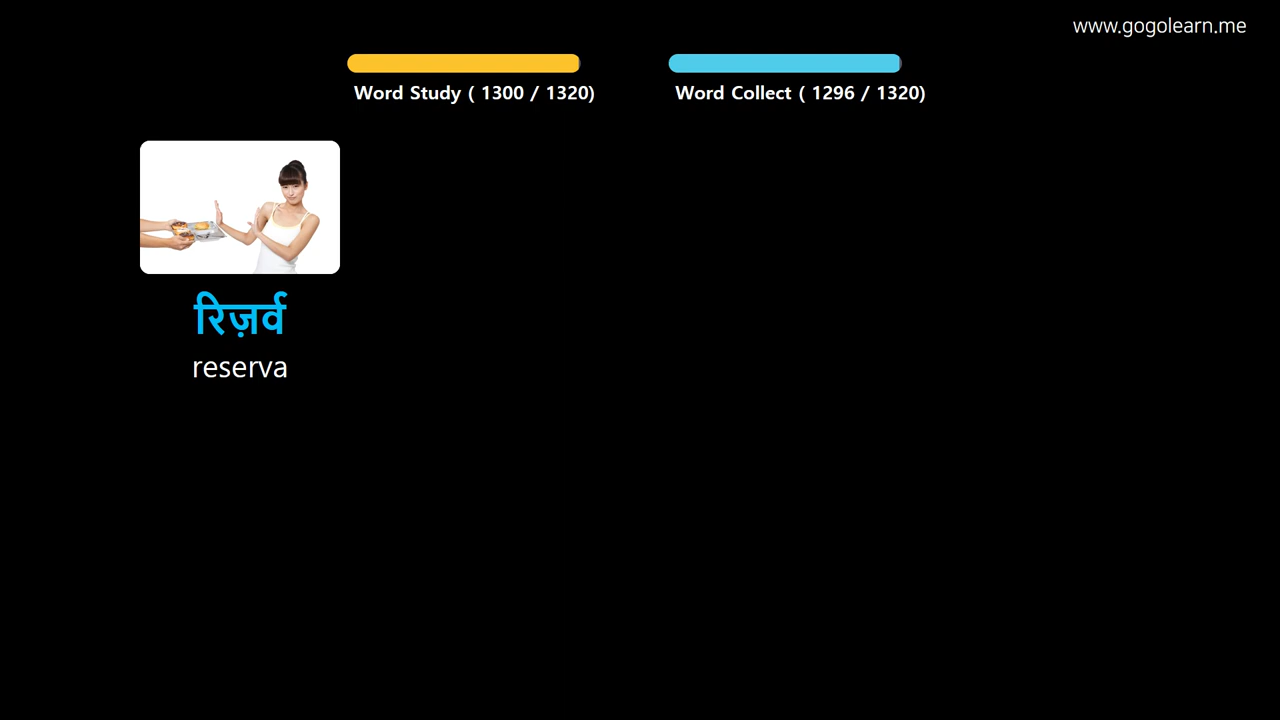 www.gogolearn.me
Word Study ( 1300 / 1320)
Word Collect ( 1296 / 1320)
रिज़र्व
reserva